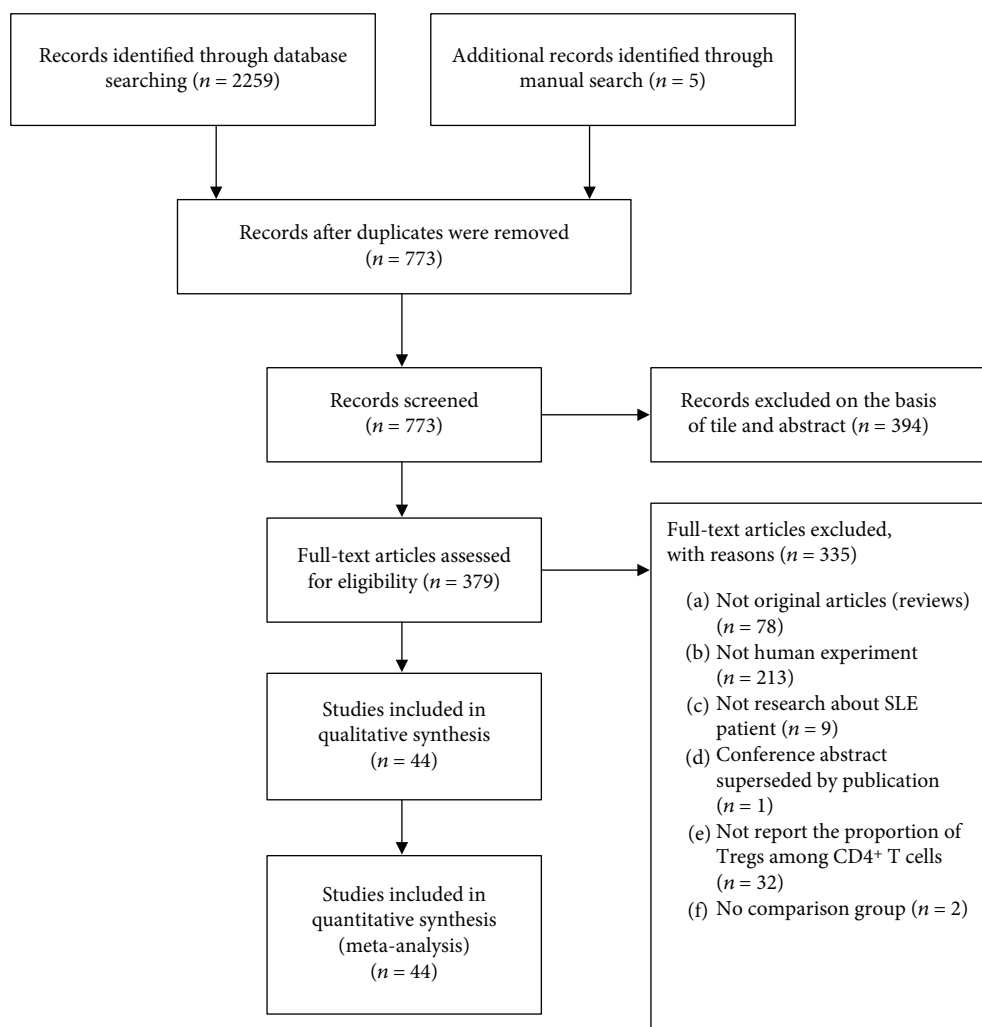 Records identified through database
searching (n = 2259)
Additional records identified through
manual search (n = 5)
Records after duplicates were removed
(n = 773)
Records screened
(n = 773)
Records excluded on the basis
of tile and abstract (n = 394)
Full-text articles assessed
for eligibility (n = 379)
Full-text articles excluded,
with reasons (n = 335)
(a) Not original articles (reviews)
(n = 78)
(b) Not human experiment
(n = 213)
(c) Not research about SLE
patient (n = 9)
(d) Conference abstract
superseded by publication
(n = 1)
(e) Not report the proportion of
Tregs among CD4⁺ T cells
(n = 32)
(f) No comparison group (n = 2)
Studies included in
qualitative synthesis
(n = 44)
Studies included in
quantitative synthesis
(meta-analysis)
(n = 44)